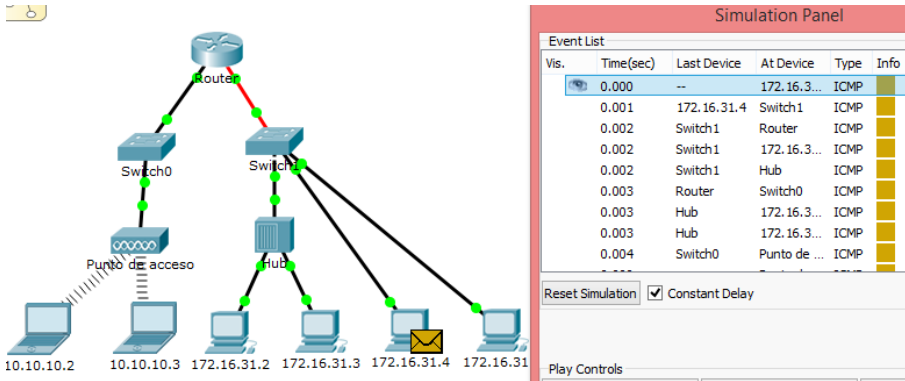 Router
Switch0
Switch1
Punto de acceso
Hub
10.10.10.2
10.10.10.3
172.16.31.2
172.16.31.3
172.16.31.4
172.16.31
Simulation Panel
Event List
Vis. Time(sec) Last Device At Device Type Info
0.000 -- 172.16.3... ICMP
0.001 172.16.31.4 Switch1 ICMP
0.002 Switch1 Router ICMP
0.002 Switch1 172.16.3... ICMP
0.002 Switch1 Hub ICMP
0.003 Router Switch0 ICMP
0.003 Hub 172.16.3... ICMP
0.003 Hub 172.16.3... ICMP
0.004 Switch0 Punto de ... ICMP
Reset Simulation Constant Delay
Play Controls